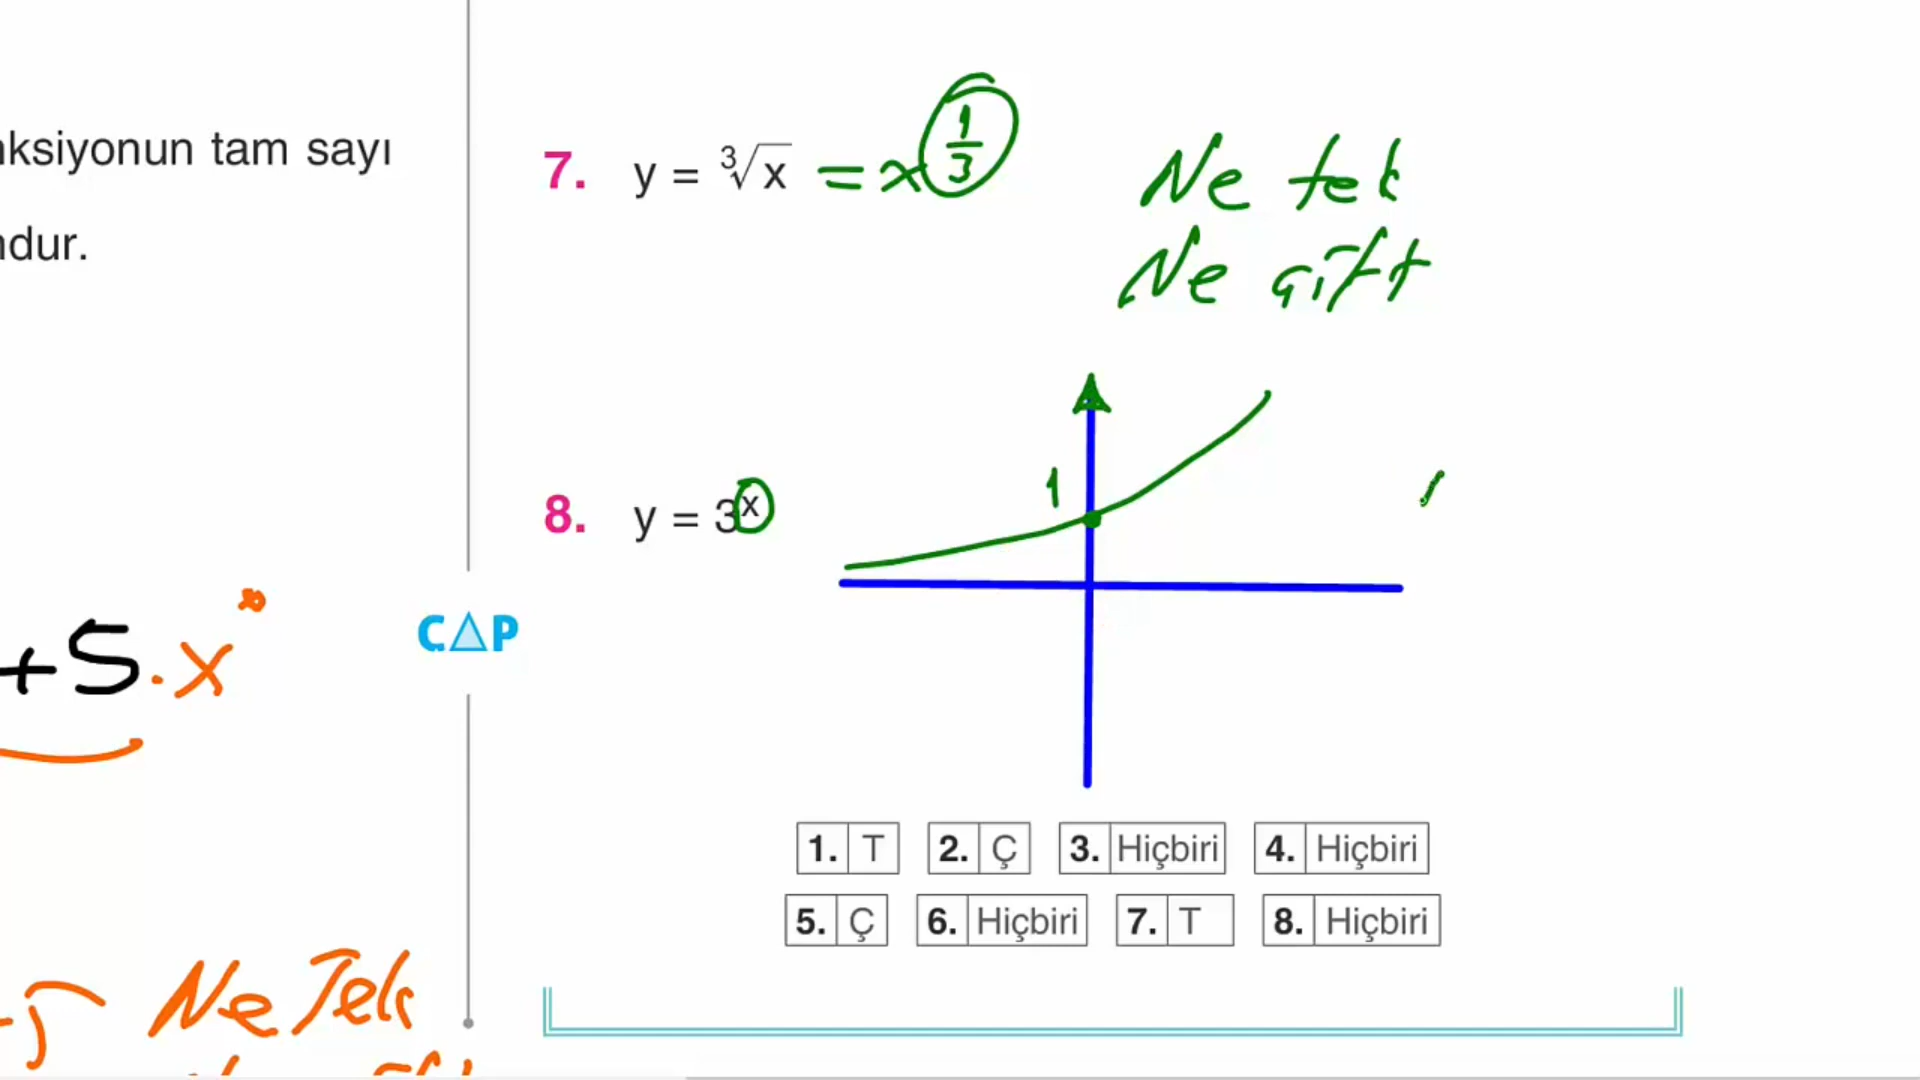 ksiyonun tam sayı
dur.
+5.x
Ne Tek
CAP
7. y = ∛x = x^(1/3)
Ne tek
Ne çift
8. y = 3^x
1
1. T 2. Ç 3. Hiçbiri 4. Hiçbiri
5. Ç 6. Hiçbiri 7. T 8. Hiçbiri